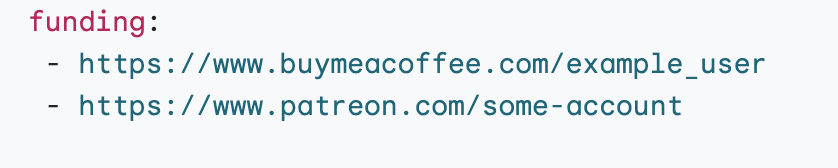 funding:
 - https://www.buymeacoffee.com/example_user
 - https://www.patreon.com/some-account